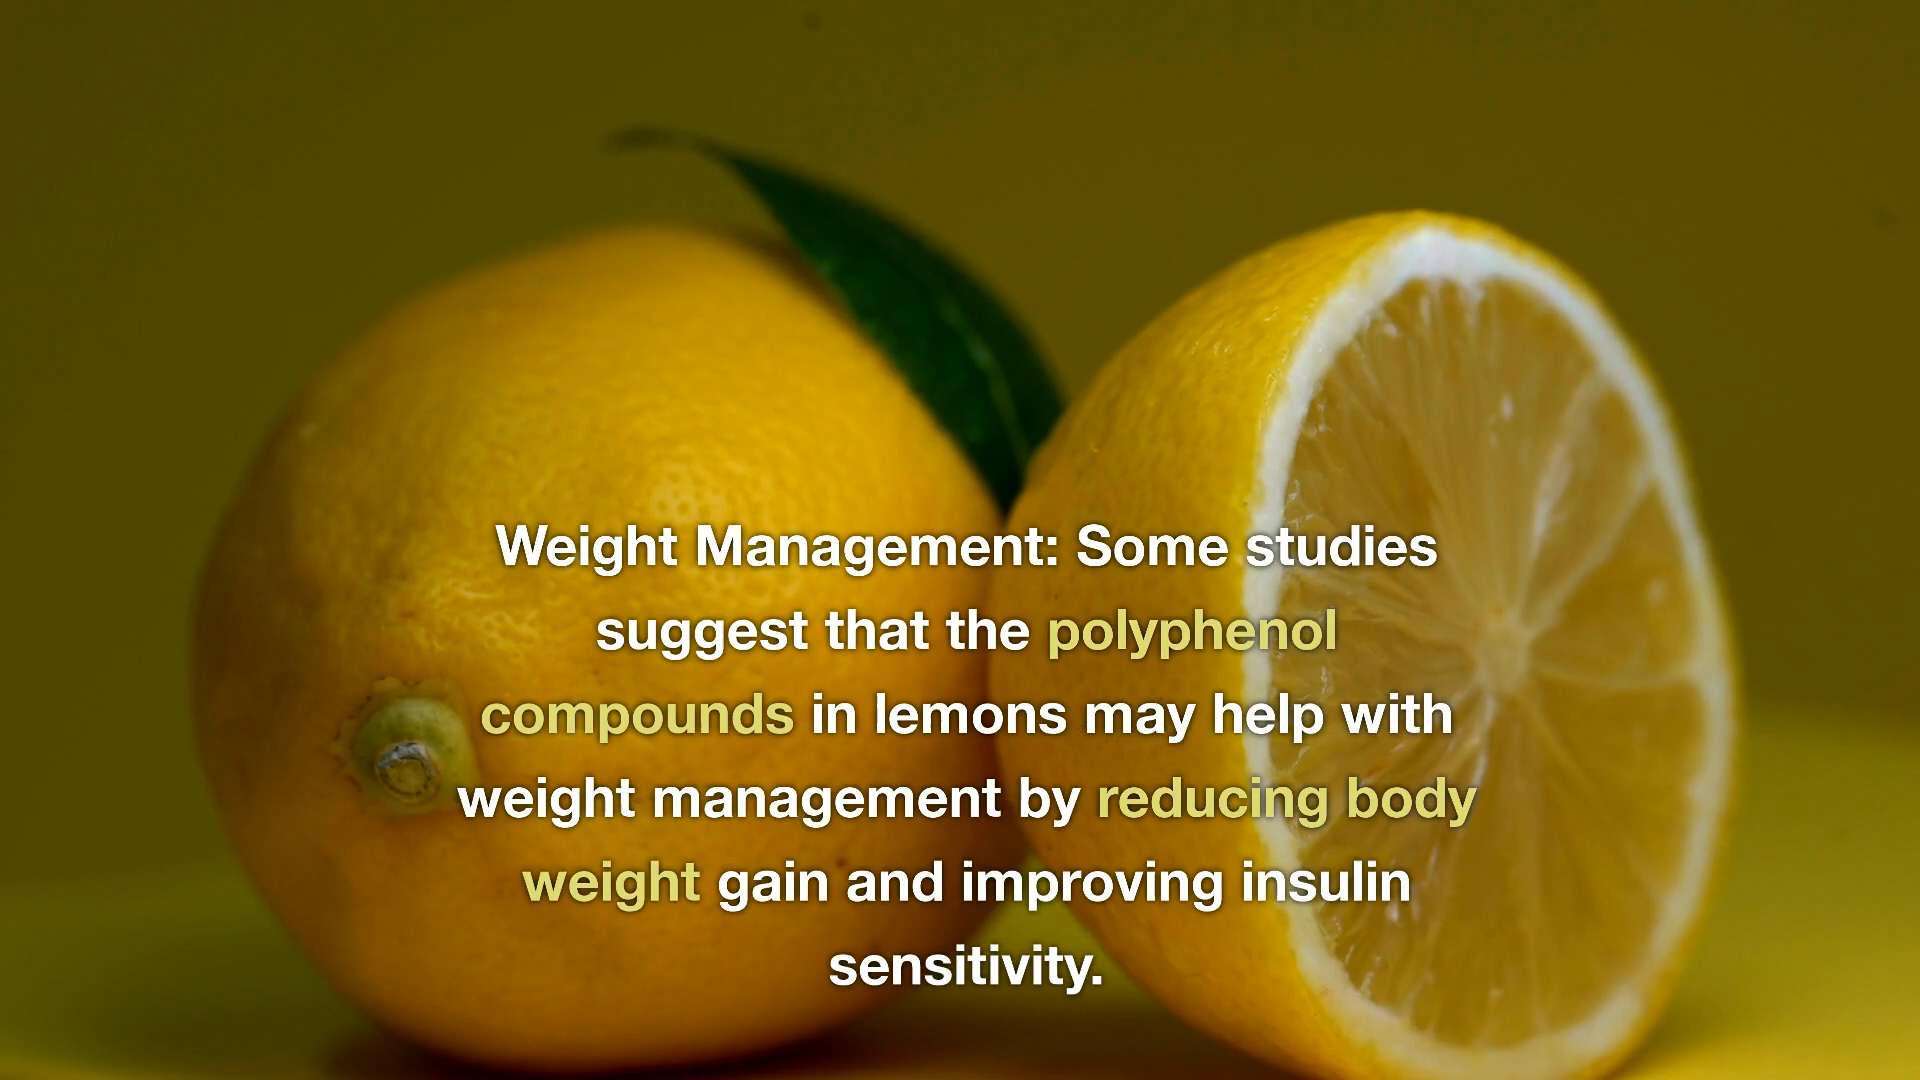 Weight Management: Some studies
suggest that the polyphenol
compounds in lemons may help with
weight management by reducing body
weight gain and improving insulin
sensitivity.